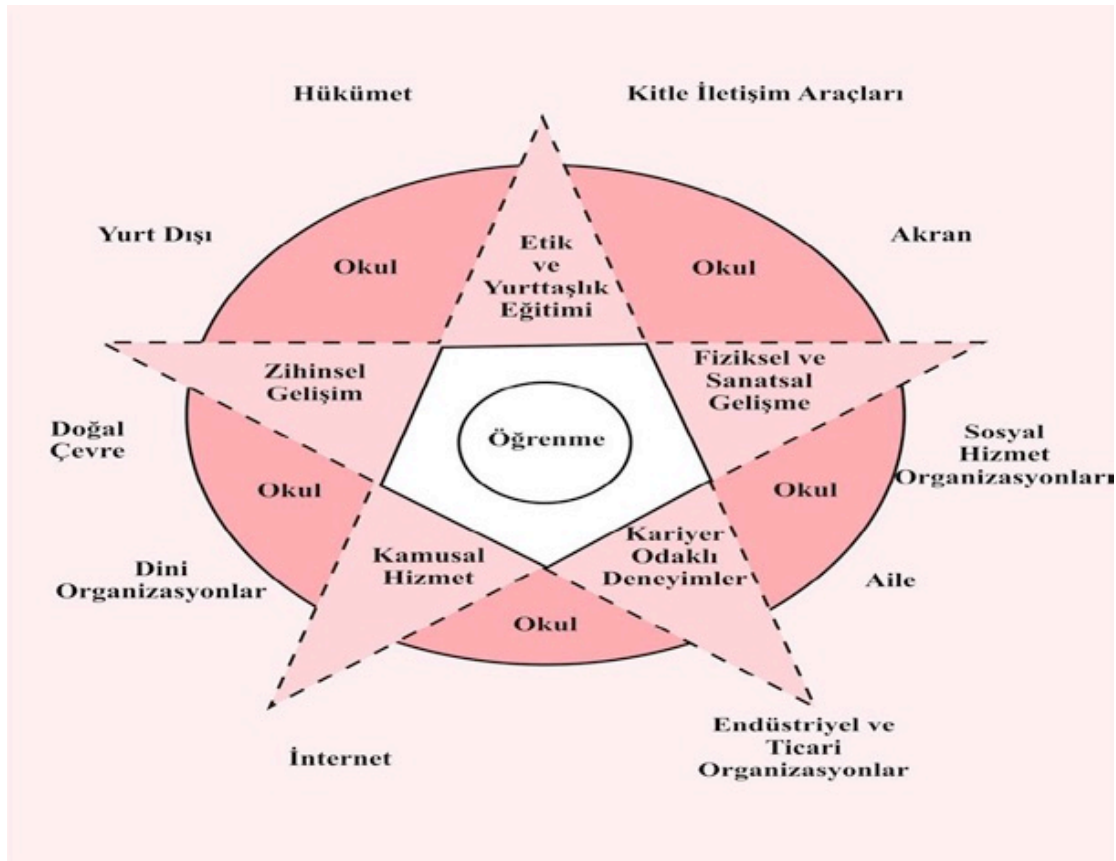 Hükümet
Kitle İletişim Araçları
Yurt Dışı
Akran
Okul
Etik
ve
Yurttaşlık
Eğitimi
Okul
Zihinsel
Gelişim
Fiziksel ve
Sanatsal
Gelişme
Doğal
Çevre
Öğrenme
Sosyal
Hizmet
Organizasyonları
Okul
Okul
Dini
Organizasyonlar
Kamusal
Hizmet
Kariyer
Odaklı
Deneyimler
Aile
Okul
İnternet
Endüstriyel ve
Ticari
Organizasyonlar